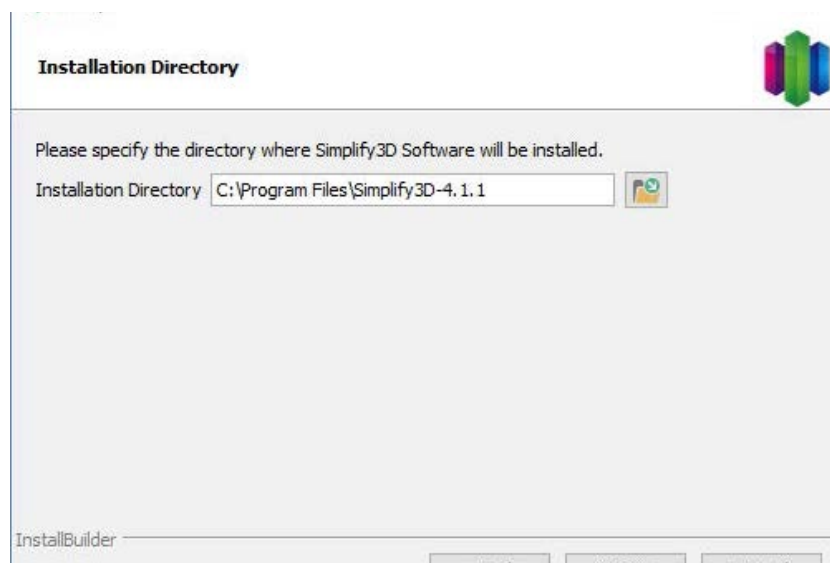 Installation Directory
Please specify the directory where Simplify3D Software will be installed.
Installation Directory C:\Program Files\Simplify3D-4.1.1
InstallBuilder